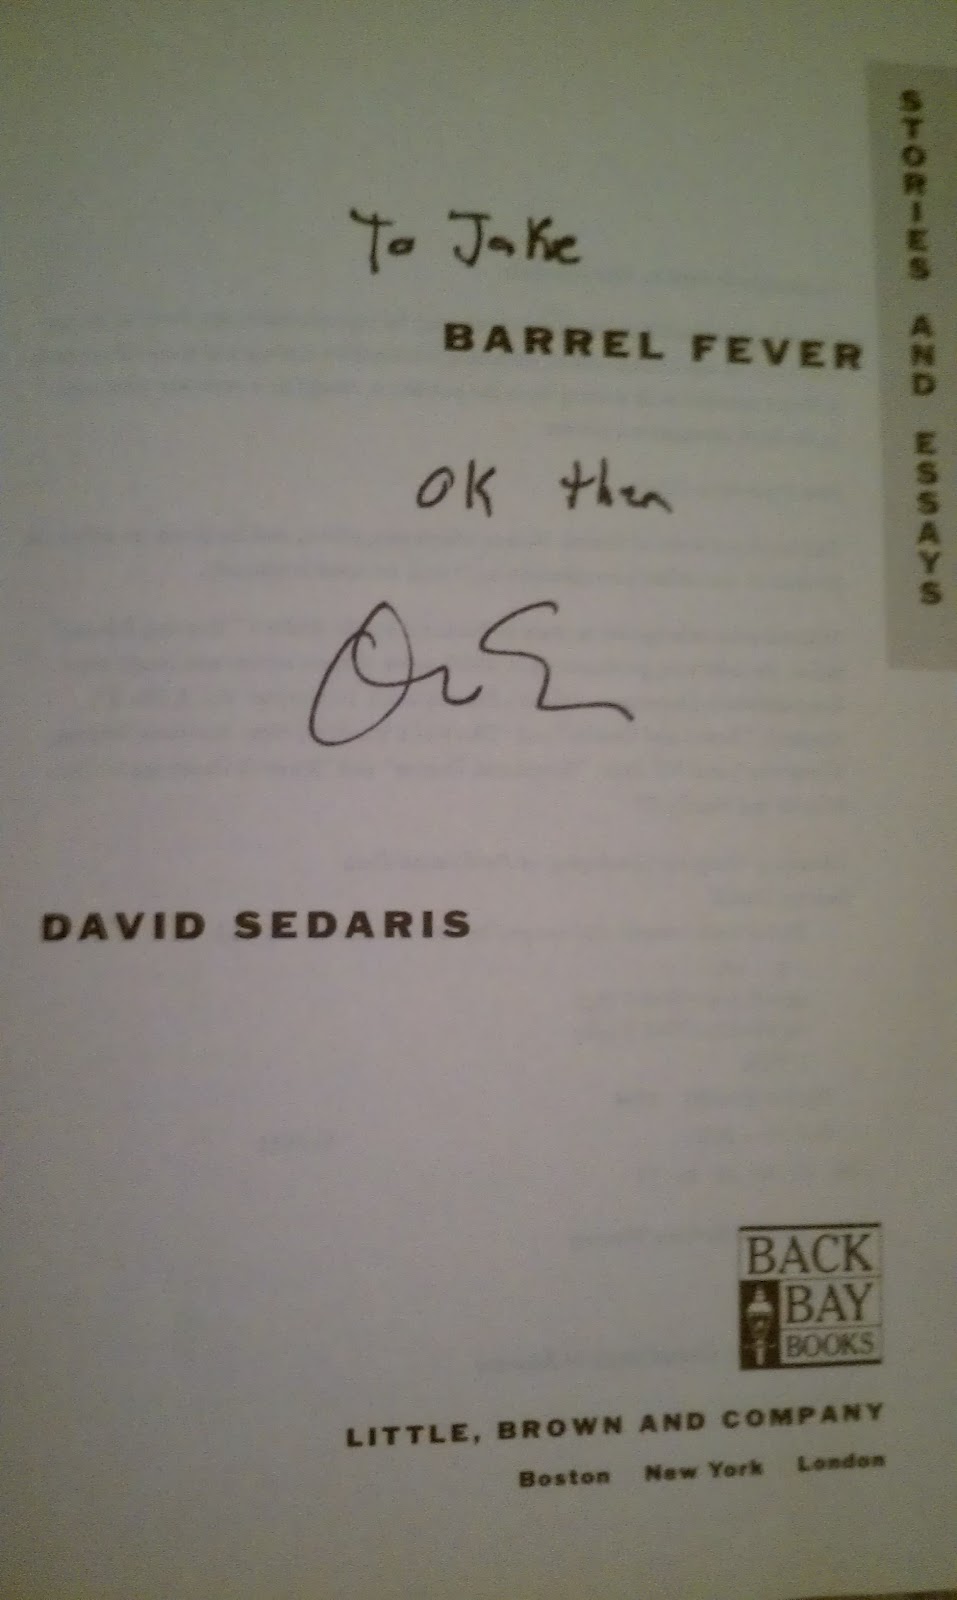 To Jake
BARREL FEVER
OK then
DAVID SEDARIS
STORIES AND ESSAYS
BACK
BAY
BOOKS
LITTLE, BROWN AND COMPANY
Boston New York London